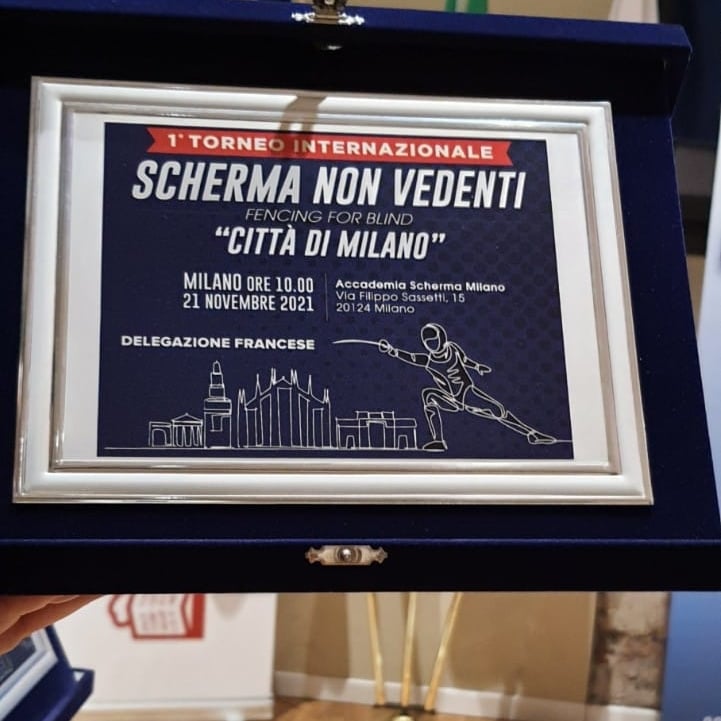 1° TORNEO INTERNAZIONALE
SCHERMA NON VEDENTI
FENCING FOR BLIND
"CITTÀ DI MILANO"
MILANO ORE 10.00
21 NOVEMBRE 2021
Accademia Scherma Milano
Via Filippo Sassetti, 15
20124 Milano
DELEGAZIONE FRANCESE